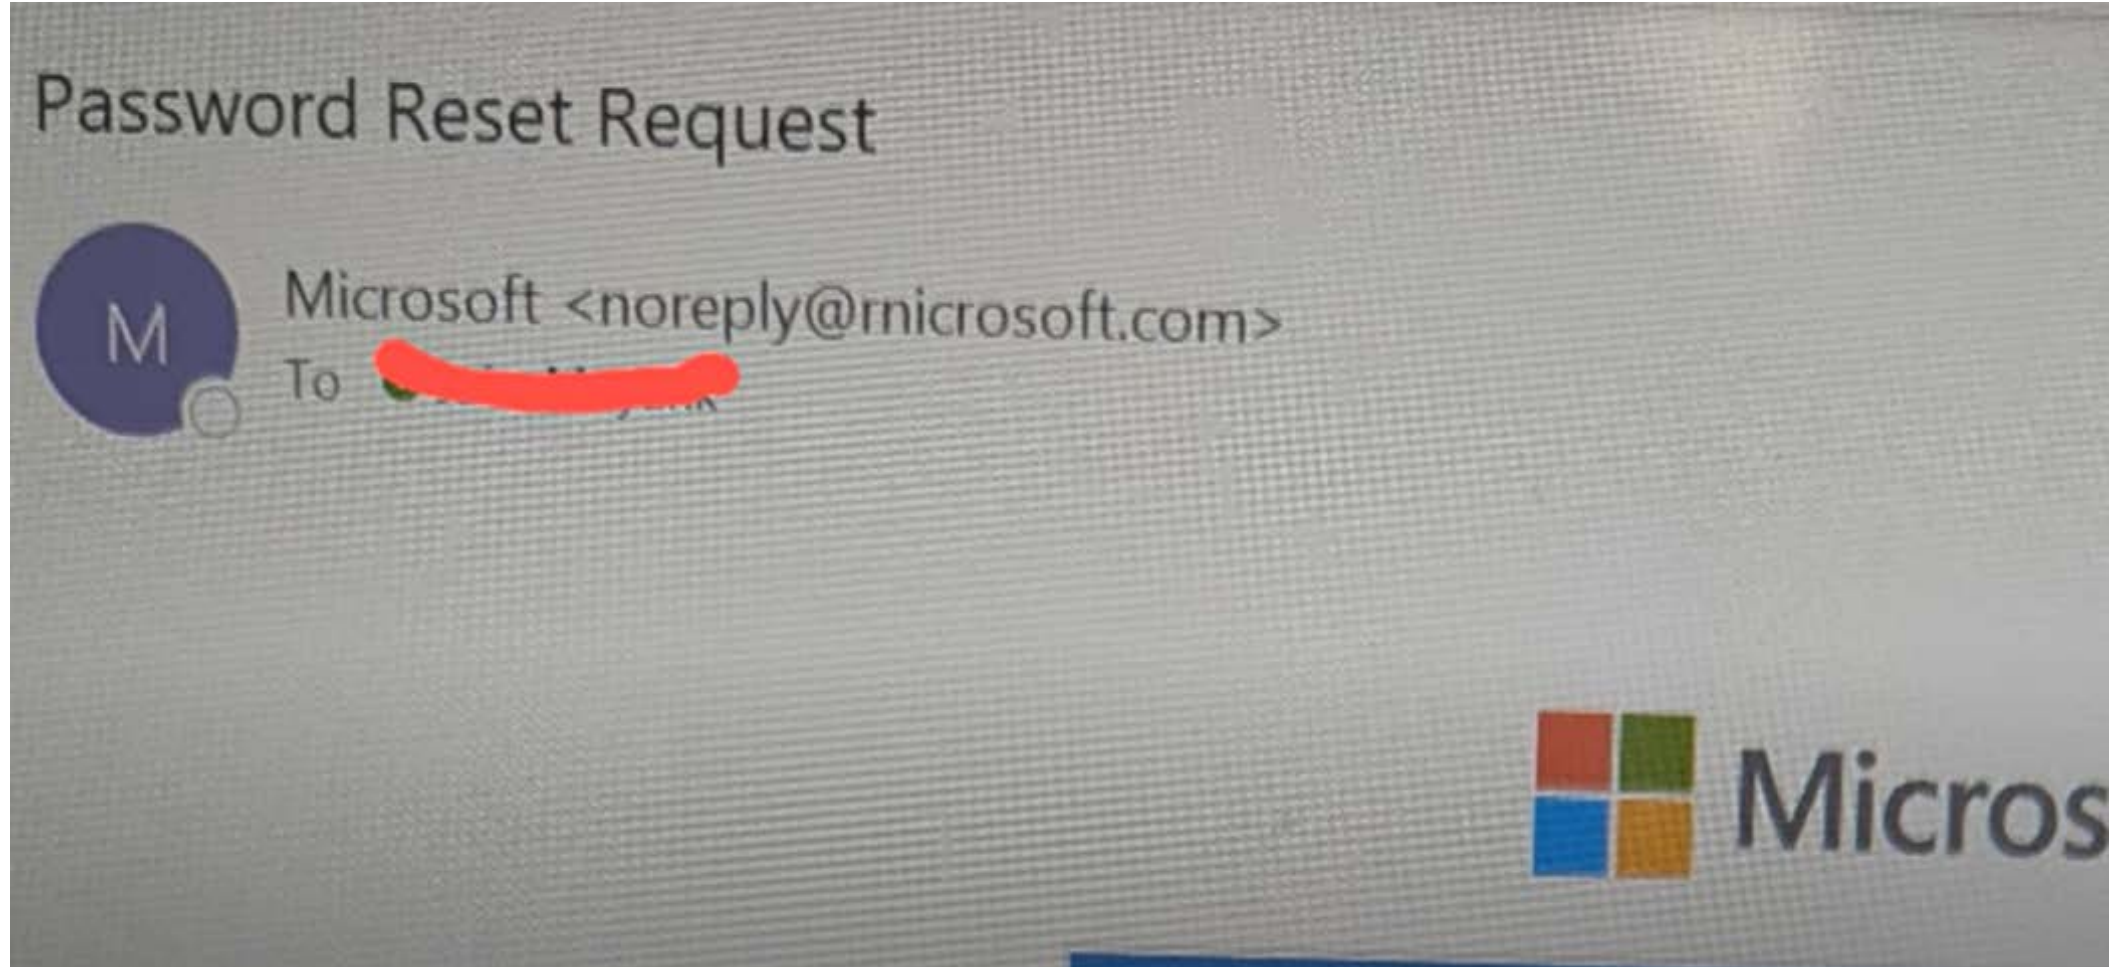 Password Reset Request
M
Microsoft <noreply@rnicrosoft.com>
To
Micros